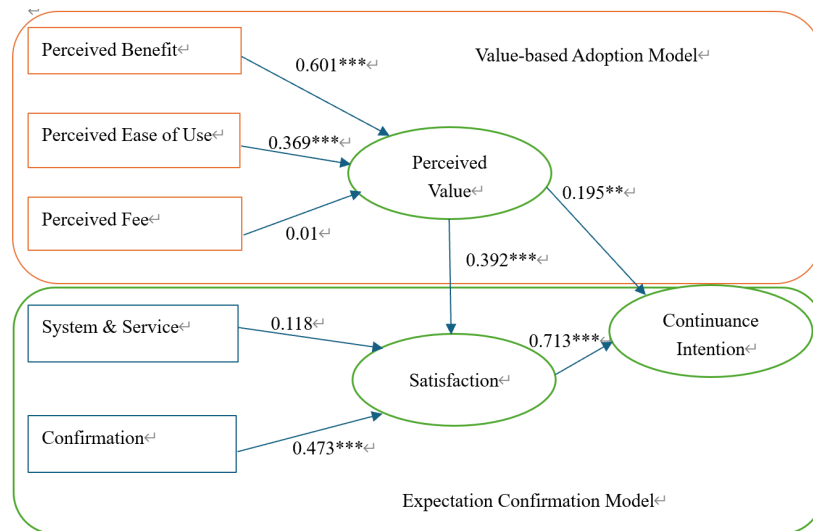 Perceived Benefit↵
Value-based Adoption Model↵
0.601***↵
Perceived Ease of Use↵
0.369***↵
Perceived
Value↵
Perceived Fee↵
0.01↵
0.195**↵
0.392***↵
System & Service↵
0.118↵
Continuance
Intention↵
0.713***↵
Satisfaction↵
Confirmation↵
0.473***↵
Expectation Confirmation Model↵